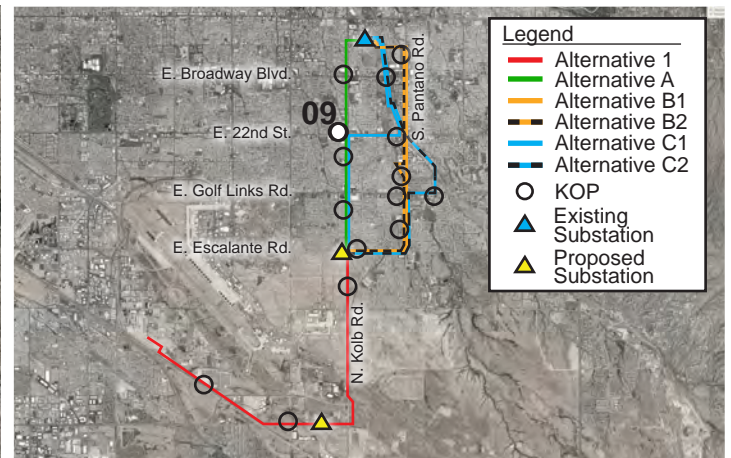 E. Broadway Blvd.
S. Pantano Rd.
09
E. 22nd St.
E. Golf Links Rd.
E. Escalante Rd.
N. Kolb Rd.
Legend
Alternative 1
Alternative A
Alternative B1
Alternative B2
Alternative C1
Alternative C2
KOP
Existing
Substation
Proposed
Substation